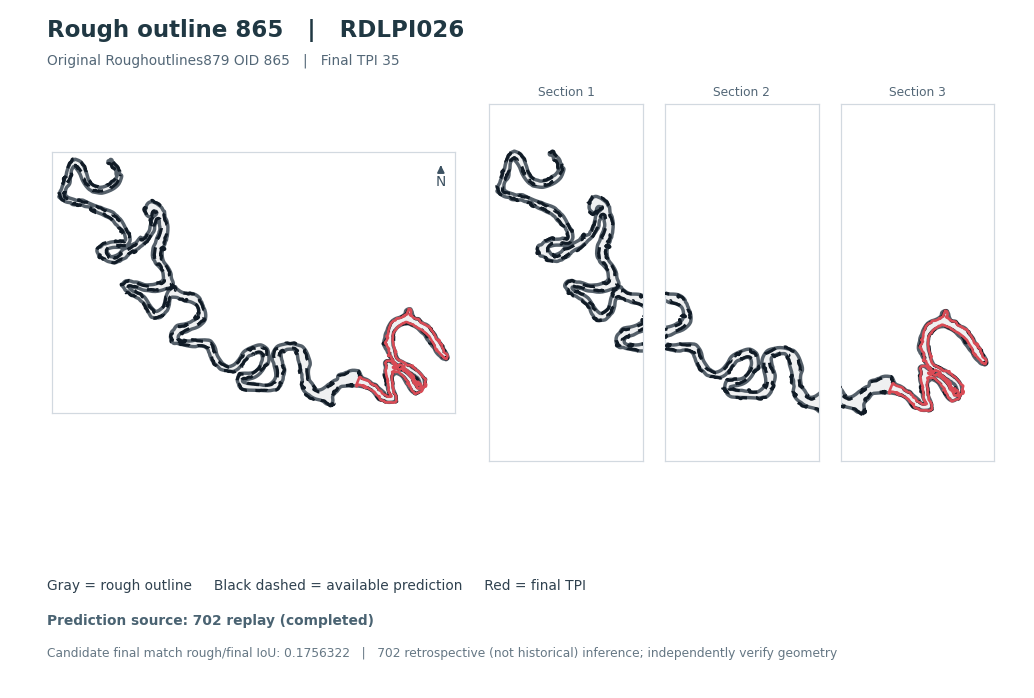 Rough outline 865   |   RDLPI026
Original Roughoutlines879 OID 865   |   Final TPI 35
Section 1
Section 2
Section 3
N
Gray = rough outline     Black dashed = available prediction     Red = final TPI
Prediction source: 702 replay (completed)
Candidate final match rough/final IoU: 0.1756322   |   702 retrospective (not historical) inference; independently verify geometry